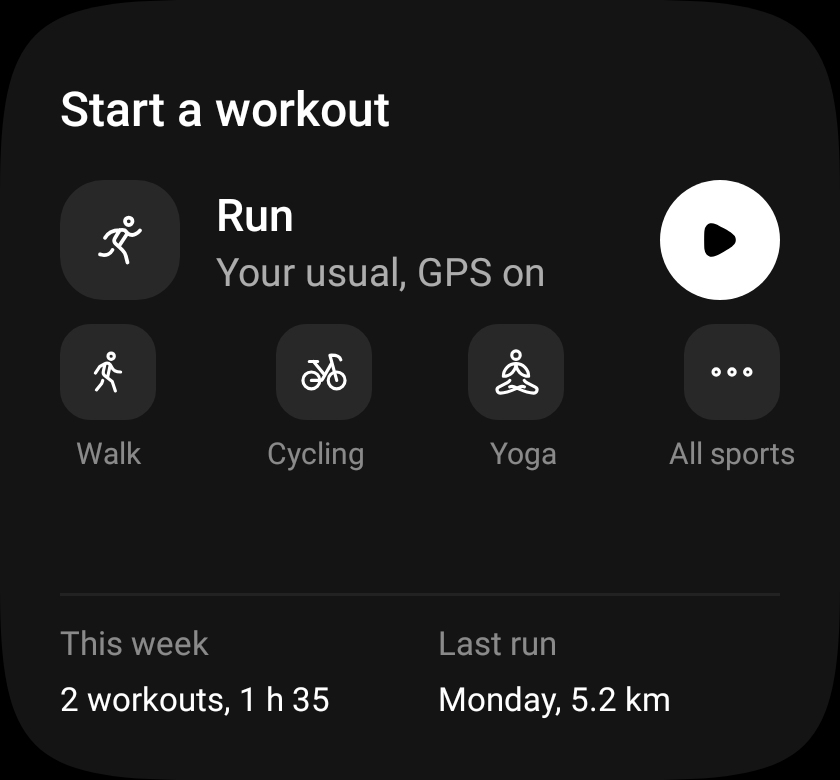 Start a workout
Run
Your usual, GPS on
Walk
Cycling
Yoga
All sports
This week
Last run
2 workouts, 1 h 35
Monday, 5.2 km